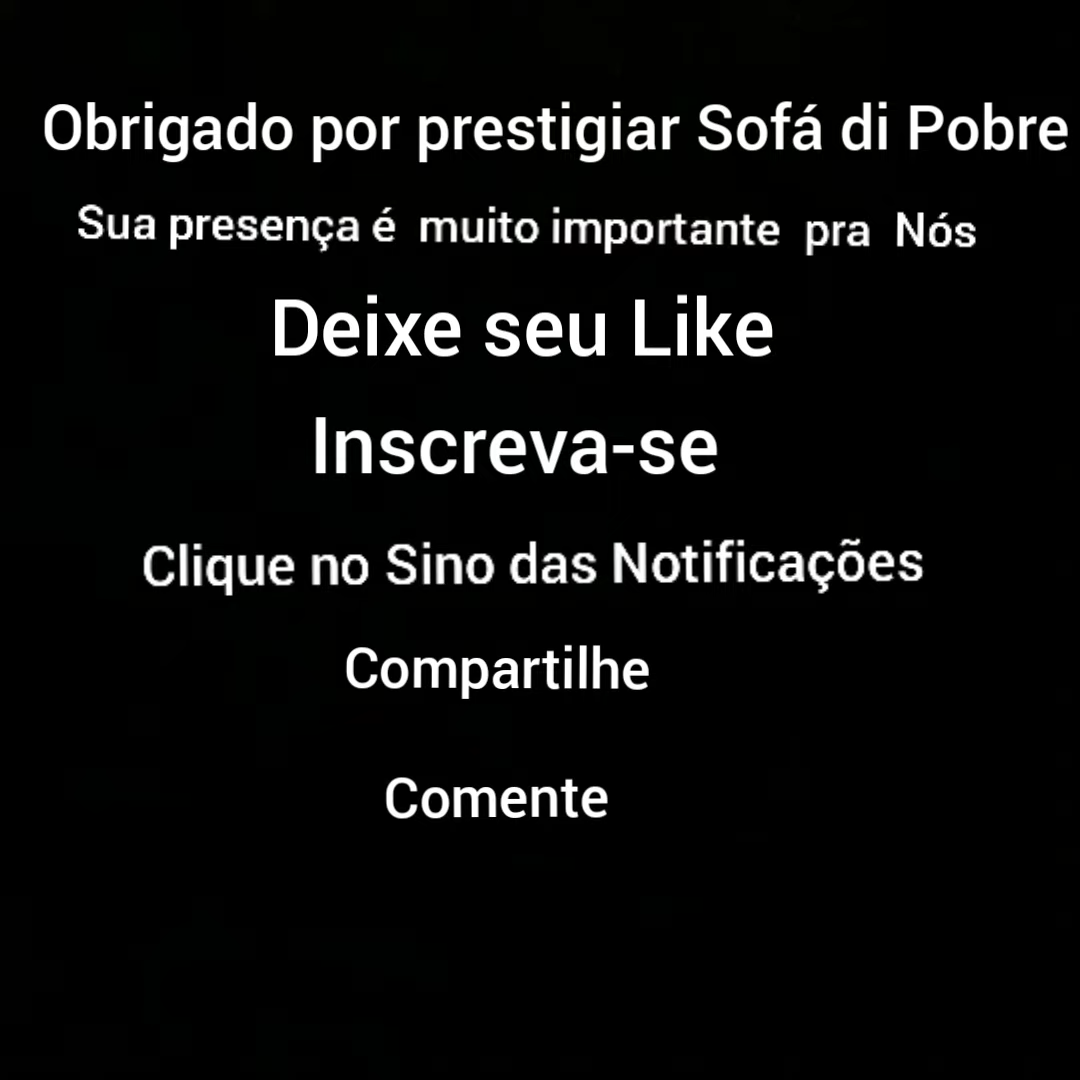 Obrigado por prestigiar Sofá di Pobre
Sua presença é muito importante pra Nós
Deixe seu Like
Inscreva-se
Clique no Sino das Notificações
Compartilhe
Comente